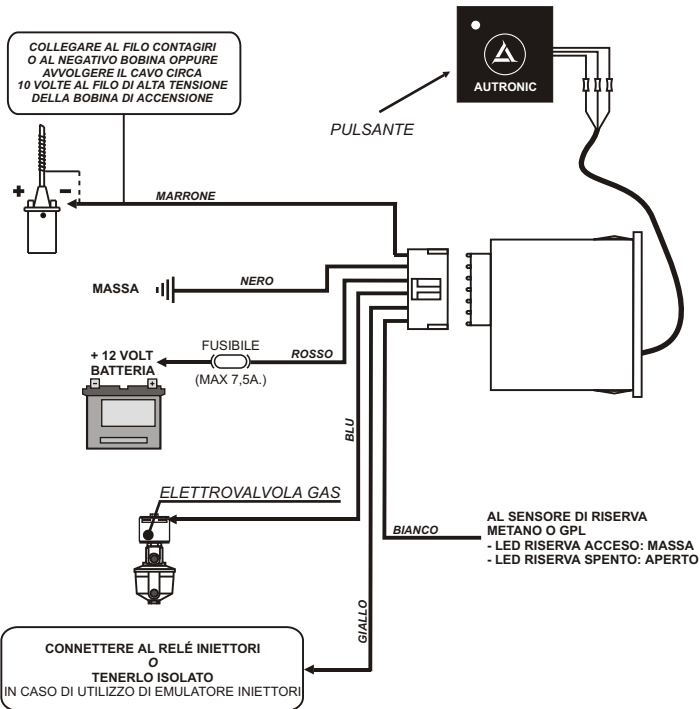 COLLEGARE AL FILO CONTAGIRI
O AL NEGATIVO BOBINA OPPURE
AVVOLGERE IL CAVO CIRCA
10 VOLTE AL FILO DI ALTA TENSIONE
DELLA BOBINA DI ACCENSIONE
AUTRONIC
PULSANTE
+ -
MARRONE
MASSA
NERO
+ 12 VOLT
BATTERIA
FUSIBILE
(MAX 7,5A.)
ROSSO
- +
BLU
ELETTROVALVOLA GAS
BIANCO
AL SENSORE DI RISERVA
METANO O GPL
- LED RISERVA ACCESO: MASSA
- LED RISERVA SPENTO: APERTO
GIALLO
CONNETTERE AL RELÉ INIETTORI
O
TENERLO ISOLATO
IN CASO DI UTILIZZO DI EMULATORE INIETTORI